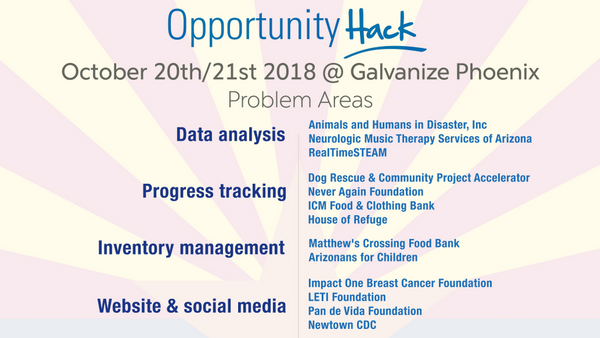 Opportunity Hack
October 20th/21st 2018 @ Galvanize Phoenix
Problem Areas
Data analysis
Animals and Humans in Disaster, Inc
Neurologic Music Therapy Services of Arizona
RealTimeSTEAM
Progress tracking
Dog Rescue & Community Project Accelerator
Never Again Foundation
ICM Food & Clothing Bank
House of Refuge
Inventory management
Matthew's Crossing Food Bank
Arizonans for Children
Website & social media
Impact One Breast Cancer Foundation
LETI Foundation
Pan de Vida Foundation
Newtown CDC